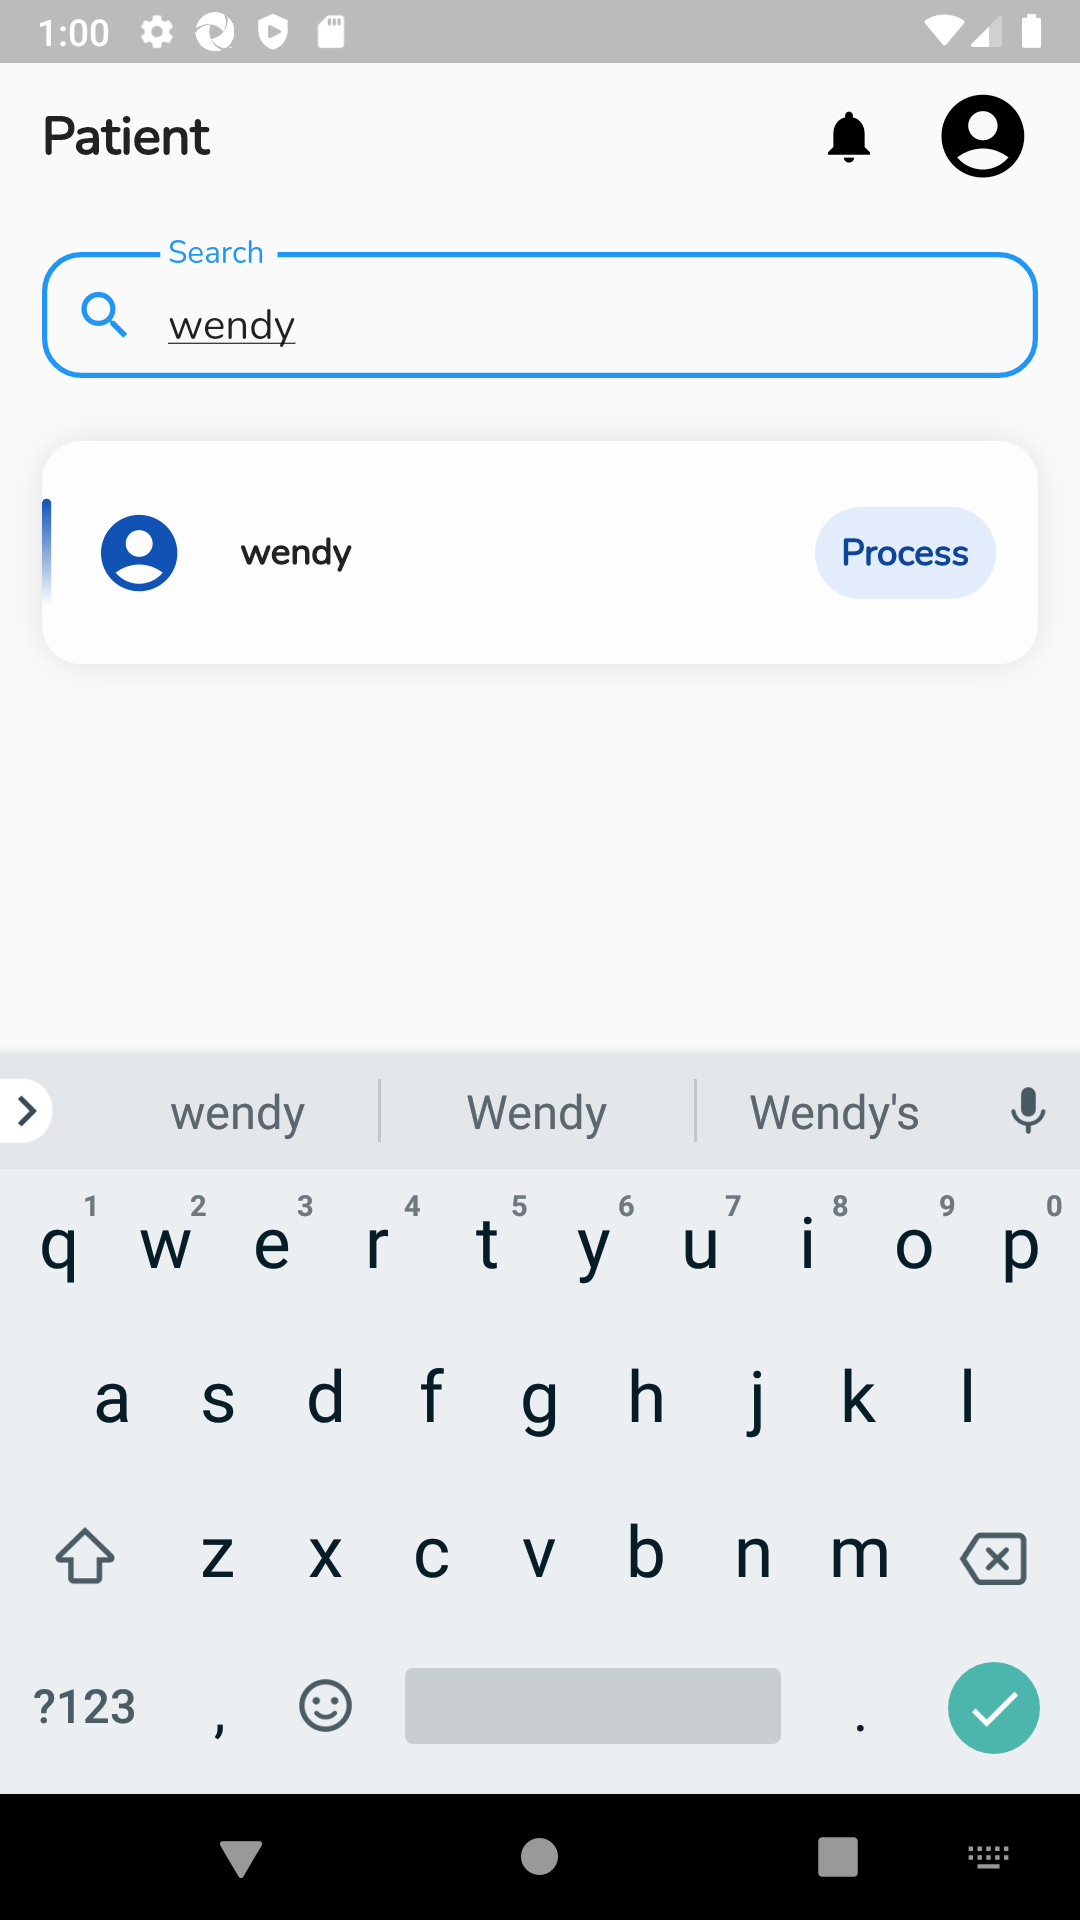 1:00
Patient
Search
wendy
wendy
Process
wendy Wendy Wendy's
1 2 3 4 5 6 7 8 9 0
q w e r t y u i o p
a s d f g h j k l
z x c v b n m
?123 , .